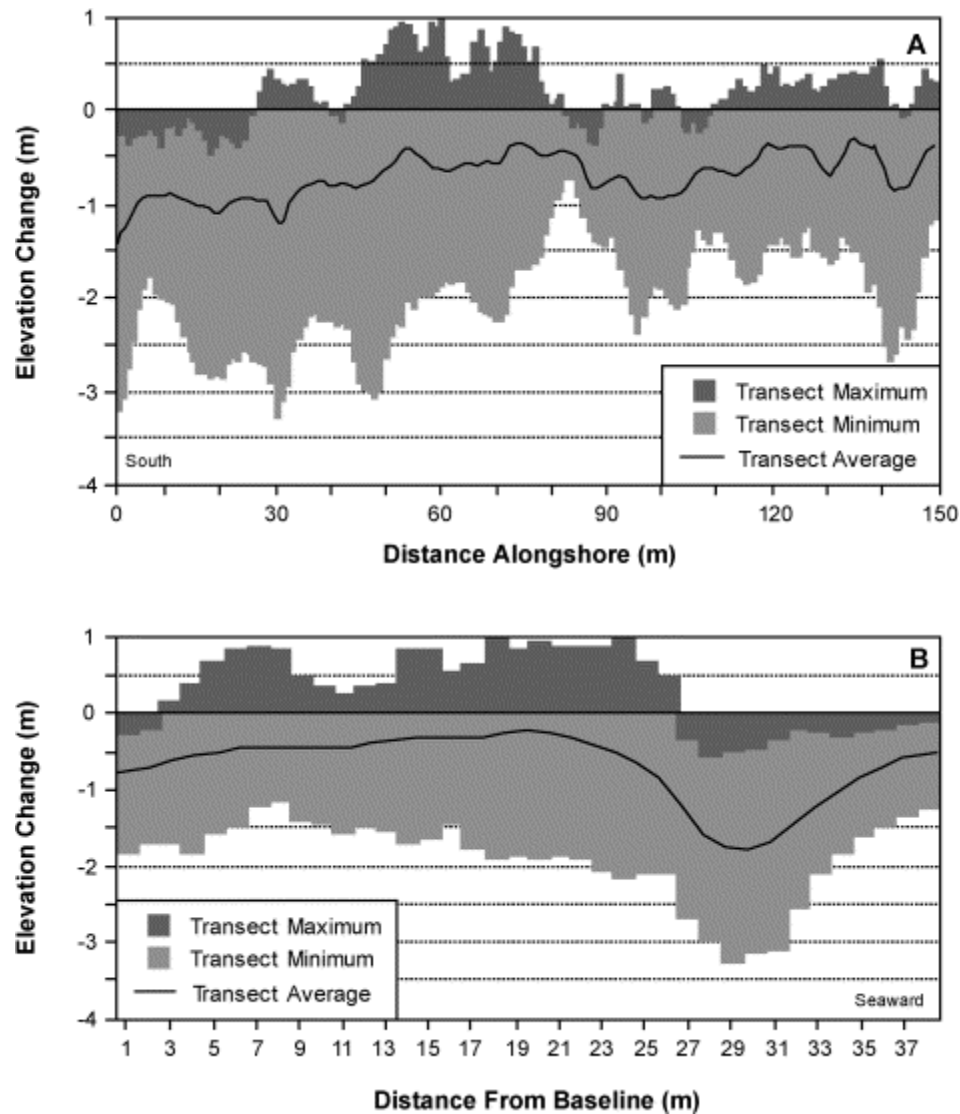 A
1
0
-1
-2
-3
-4
Elevation Change (m)
South
Transect Maximum
Transect Minimum
Transect Average
0 30 60 90 120 150
Distance Alongshore (m)
B
1
0
-1
-2
-3
-4
Elevation Change (m)
Transect Maximum
Transect Minimum
Transect Average
Seaward
1 3 5 7 9 11 13 15 17 19 21 23 25 27 29 31 33 35 37
Distance From Baseline (m)